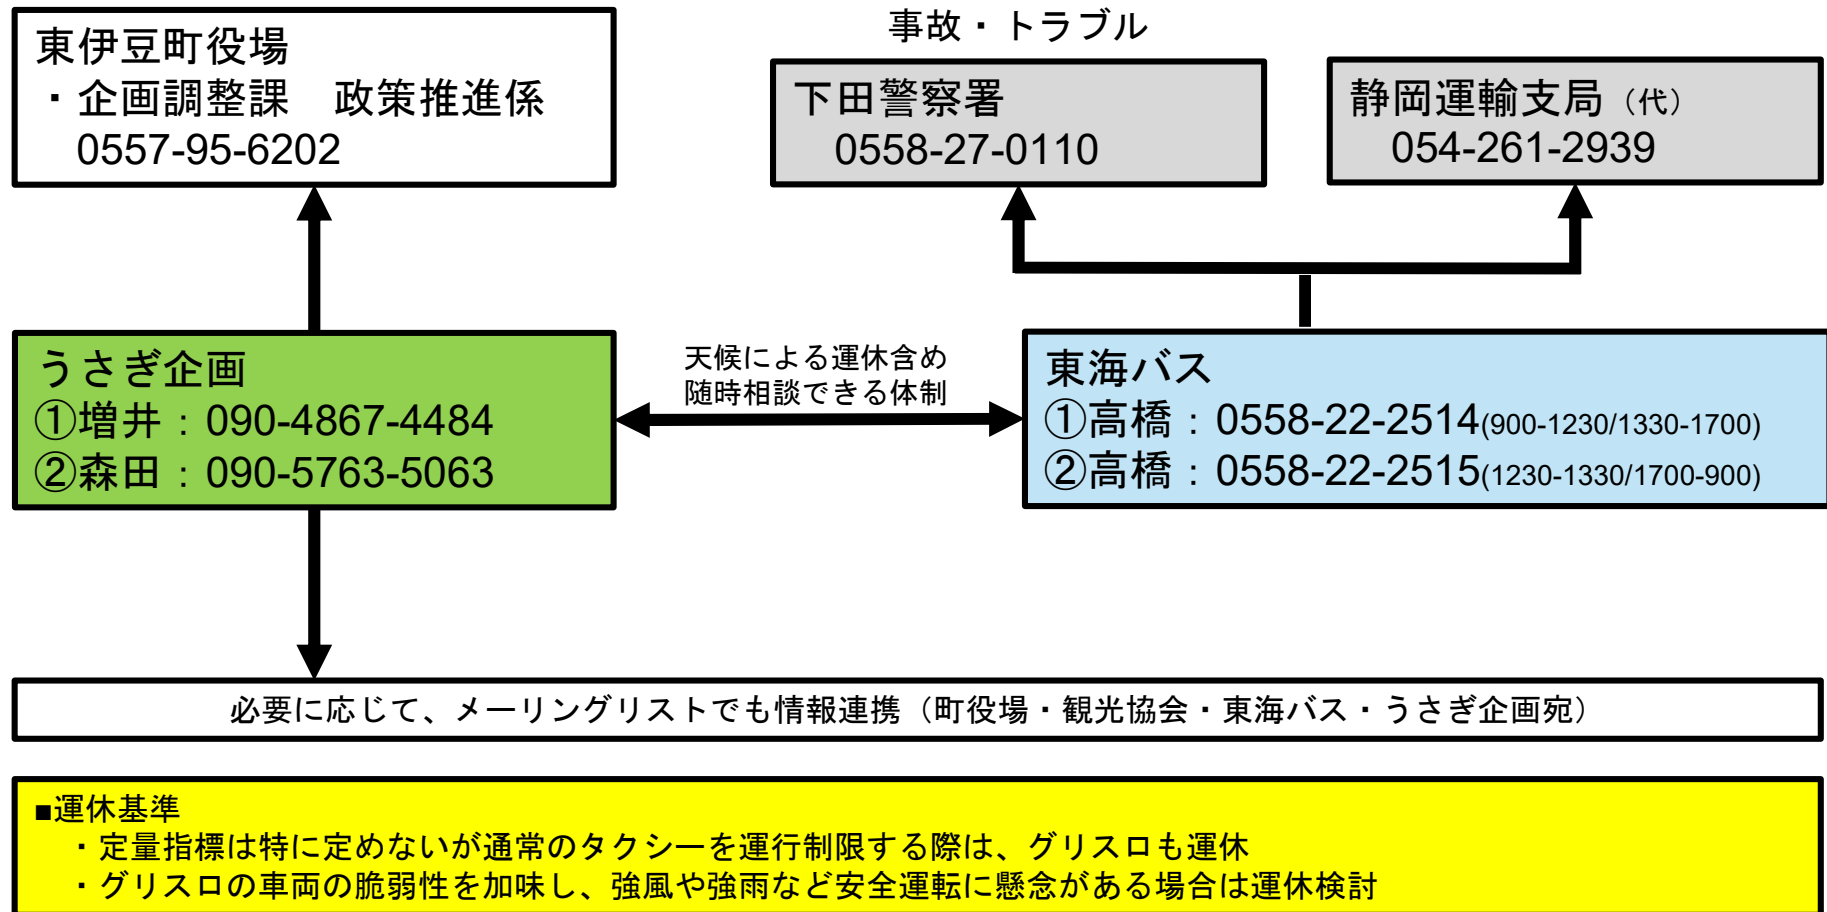 東伊豆町役場
・企画調整課　政策推進係
0557-95-6202
事故・トラブル
下田警察署
0558-27-0110
静岡運輸支局（代）
054-261-2939
うさぎ企画
①増井：090-4867-4484
②森田：090-5763-5063
天候による運休含め
随時相談できる体制
東海バス
①高橋：0558-22-2514(900-1230/1330-1700)
②高橋：0558-22-2515(1230-1330/1700-900)
必要に応じて、メーリングリストでも情報連携（町役場・観光協会・東海バス・うさぎ企画宛）
■運休基準
・定量指標は特に定めないが通常のタクシーを運行制限する際は、グリスロも運休
・グリスロの車両の脆弱性を加味し、強風や強雨など安全運転に懸念がある場合は運休検討